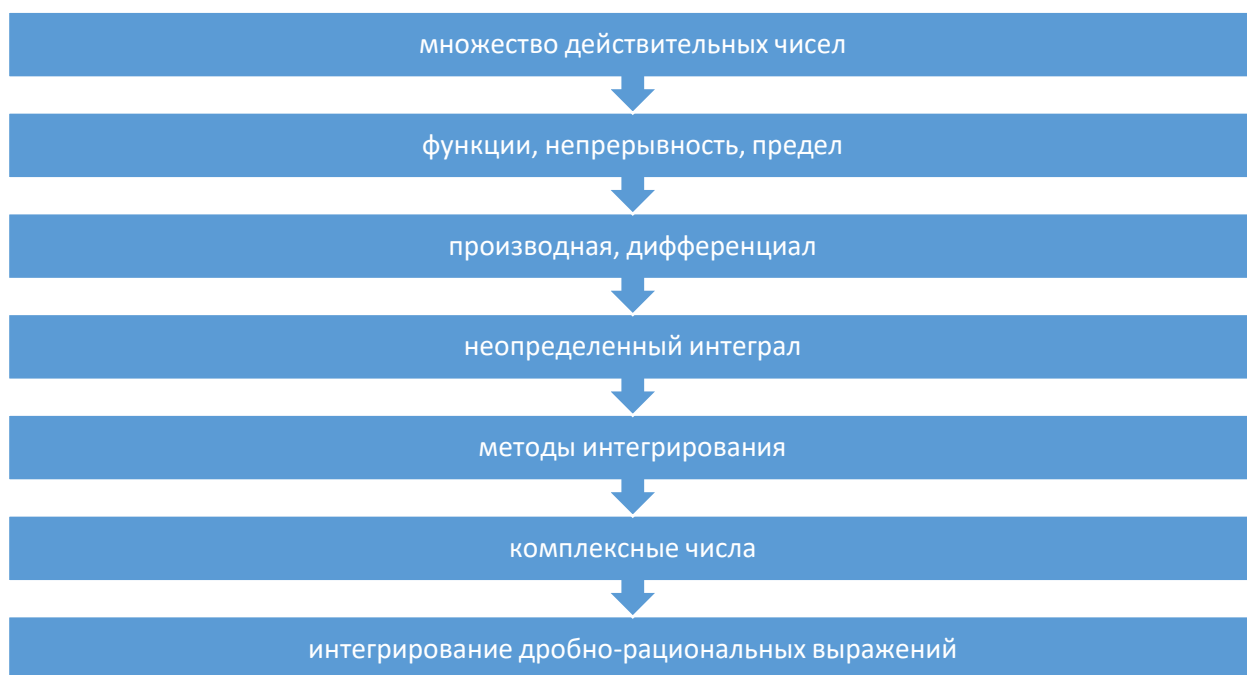 множество действительных чисел
функции, непрерывность, предел
производная, дифференциал
неопределенный интеграл
методы интегрирования
комплексные числа
интегрирование дробно-рациональных выражений